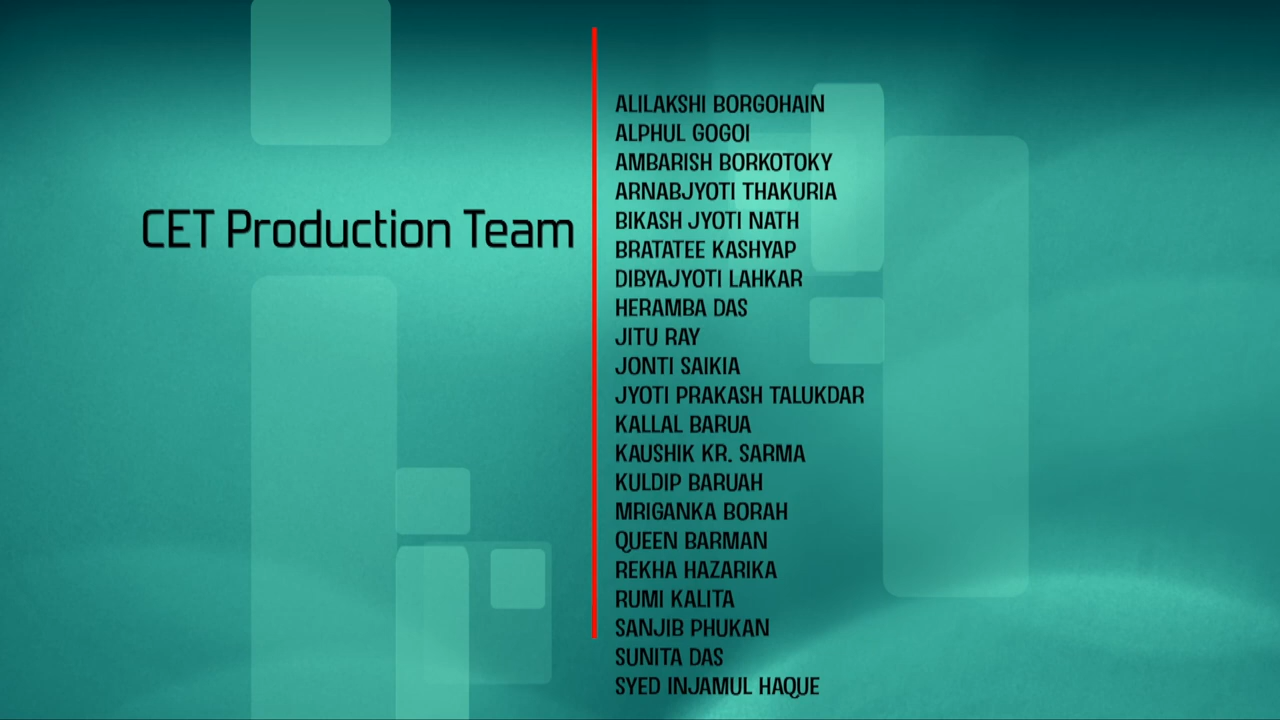 CET Production Team
ALILAKSHI BORGOHAIN
ALPHUL GOGOI
AMBARISH BORKOTOKY
ARNABJYOTI THAKURIA
BIKASH JYOTI NATH
BRATATEE KASHYAP
DIBYAJYOTI LAHKAR
HERAMBA DAS
JITU RAY
JONTI SAIKIA
JYOTI PRAKASH TALUKDAR
KALLAL BARUA
KAUSHIK KR. SARMA
KULDIP BARUAH
MRIGANKA BORAH
QUEEN BARMAN
REKHA HAZARIKA
RUMI KALITA
SANJIB PHUKAN
SUNITA DAS
SYED INJAMUL HAQUE